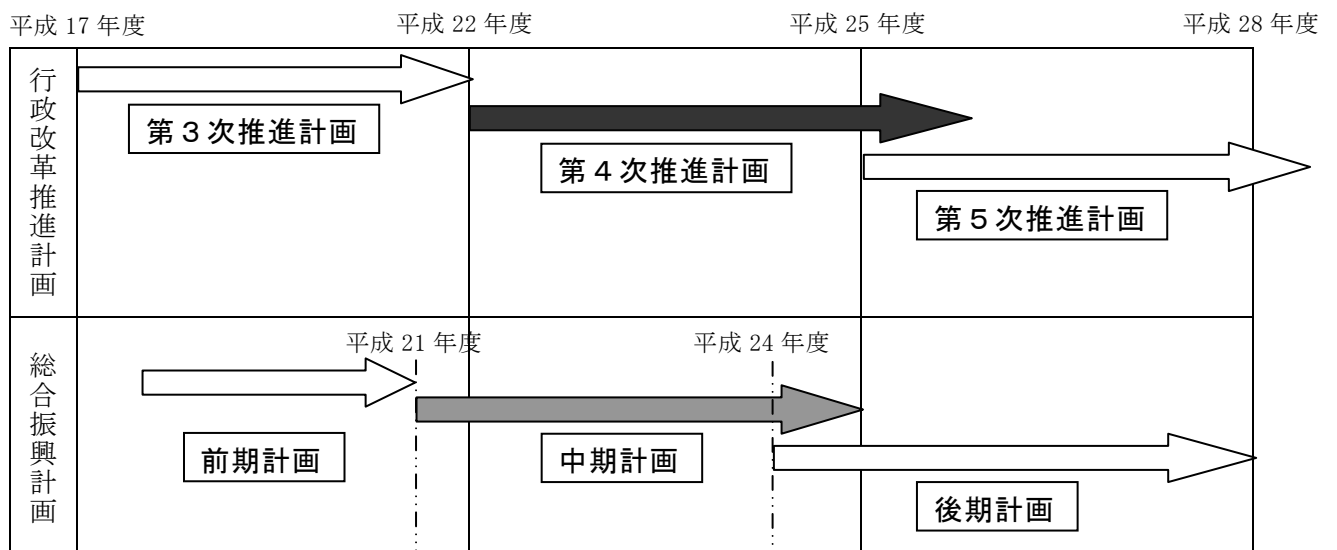 平成 17 年度
平成 22 年度
平成 25 年度
平成 28 年度
行政改革推進計画
第３次推進計画
第４次推進計画
第５次推進計画
総合振興計画
平成 21 年度
平成 24 年度
前期計画
中期計画
後期計画